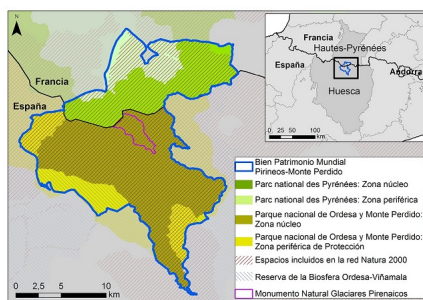 Francia
España
0 2,5 5 10
km
Francia
Hautes-Pyrénées
España
Andorra
Huesca
0 25 50 100
km
Bien Patrimonio Mundial
Pirineos-Monte Perdido
Parc national des Pyrénées: Zona núcleo
Parc national des Pyrénées: Zona periférica
Parque nacional de Ordesa y Monte Perdido:
Zona núcleo
Parque nacional de Ordesa y Monte Perdido:
Zona periferica de Protección
Espacios incluidos en la red Natura 2000
Reserva de la Biosfera Ordesa-Viñamala
Monumento Natural Glaciares Pirenaicos